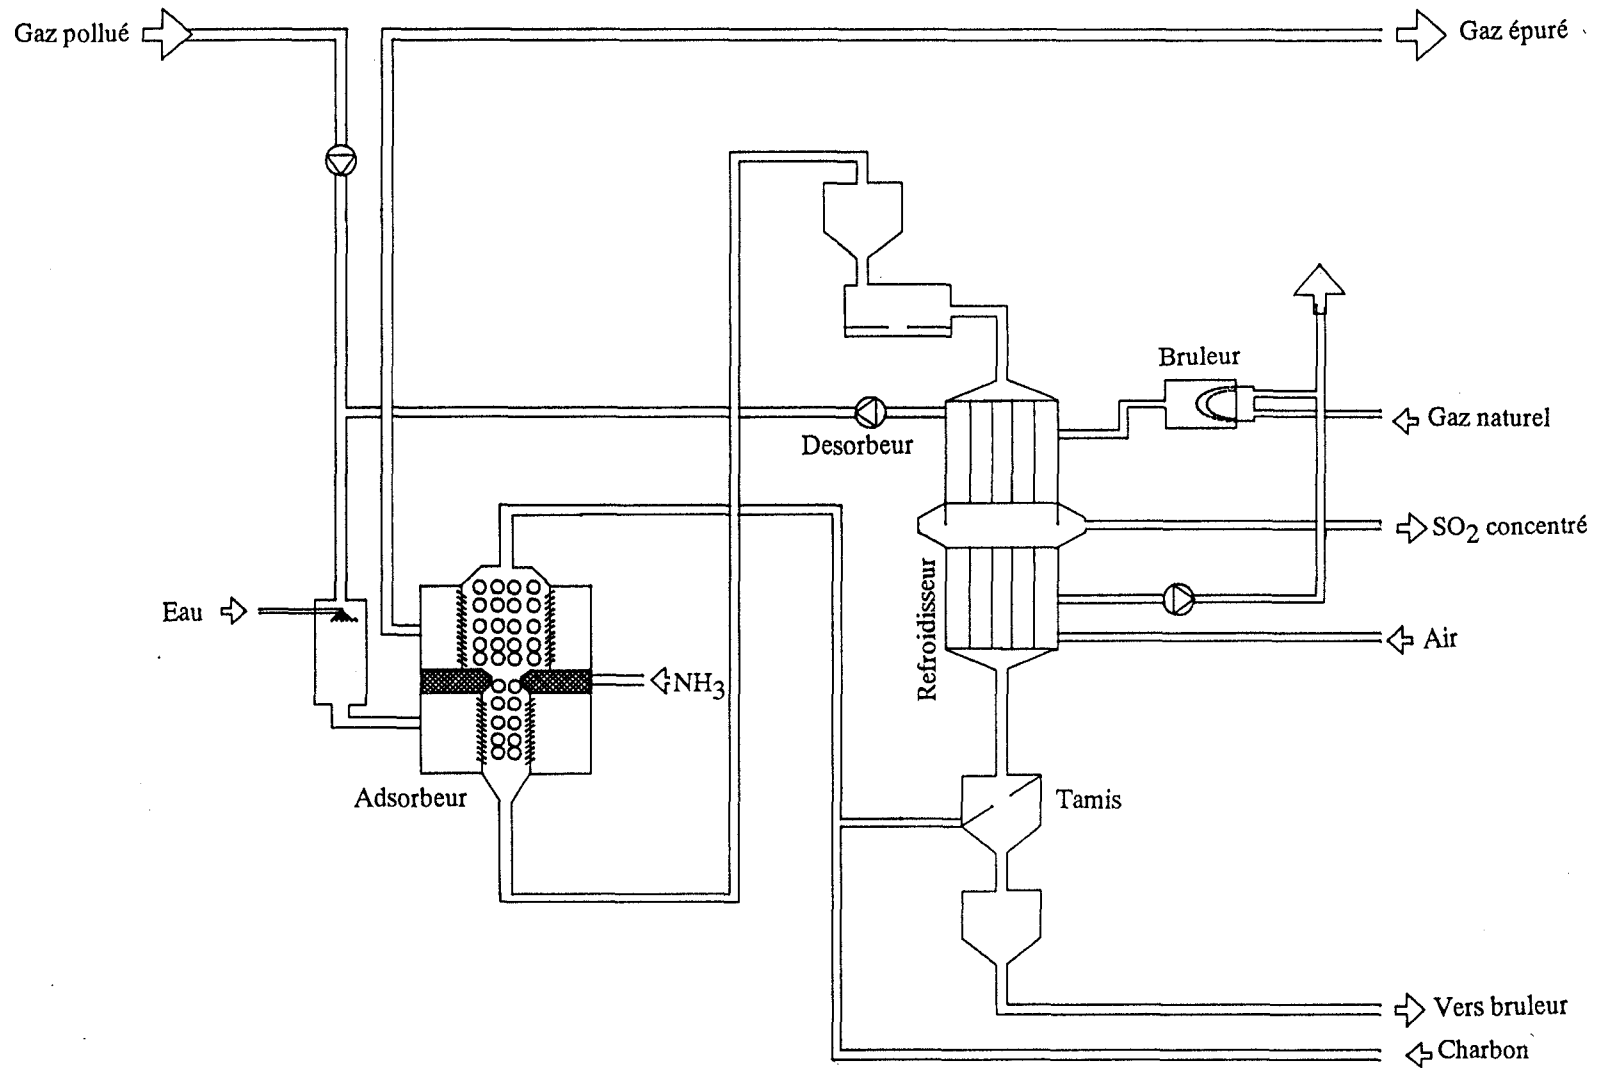 Gaz pollué
Gaz épuré
Bruleur
Gaz naturel
Desorbeur
SO2 concentré
Eau
Refroidisseur
Air
NH3
Adsorbeur
Tamis
Vers bruleur
Charbon